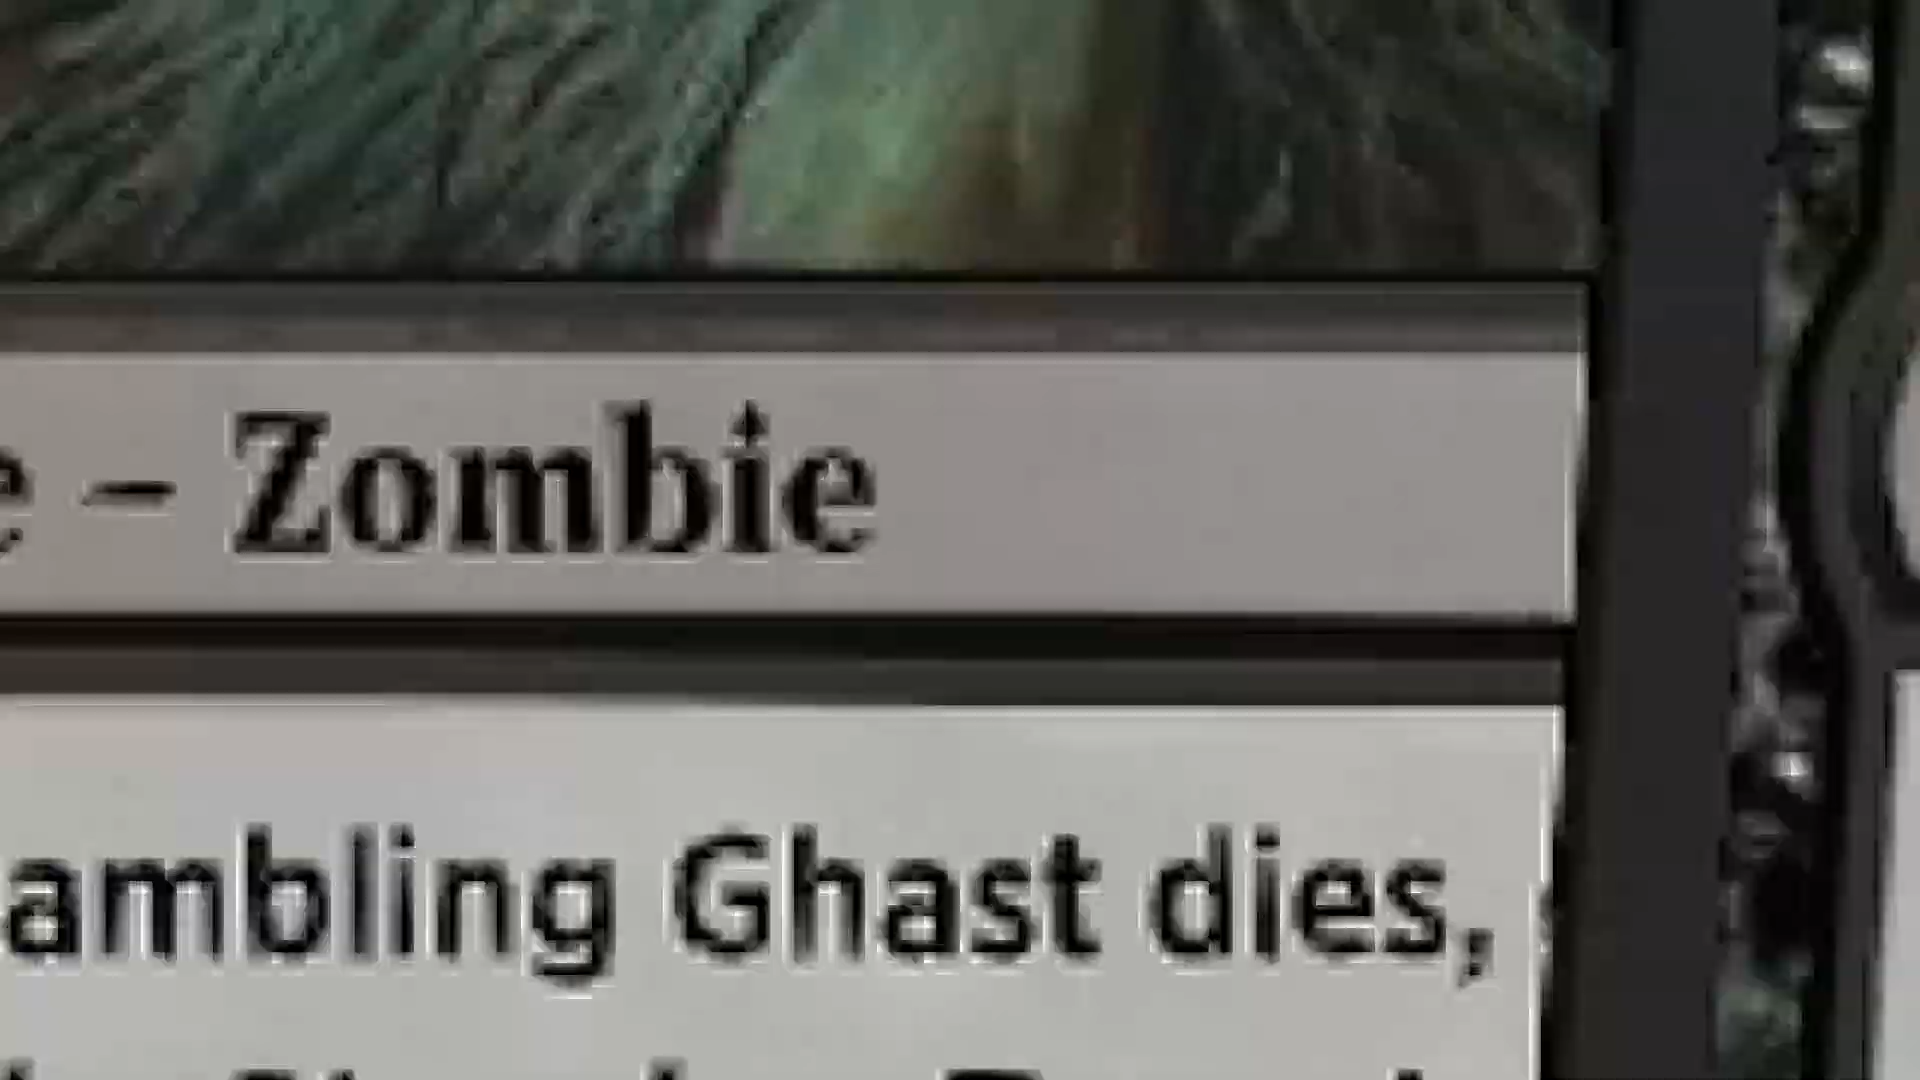 e – Zombie
ambling Ghast dies,